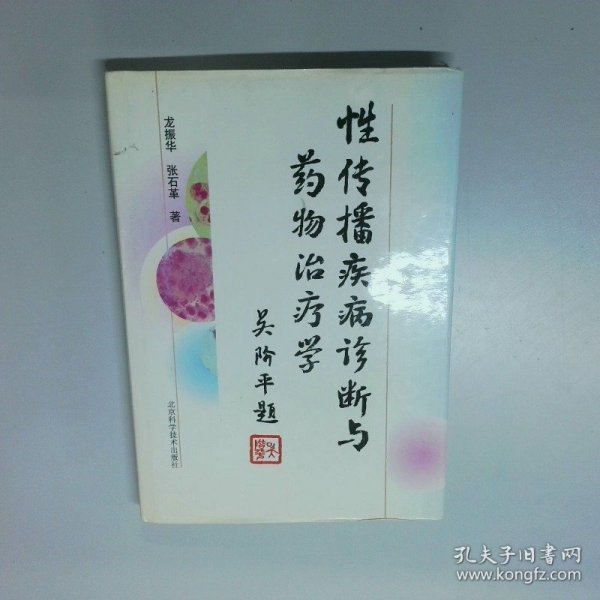 性传播疾病诊断与
药物治疗学
吴阶平题
龙振华 张石革 著
北京科学技术出版社
孔夫子旧书网
www.kongfz.com